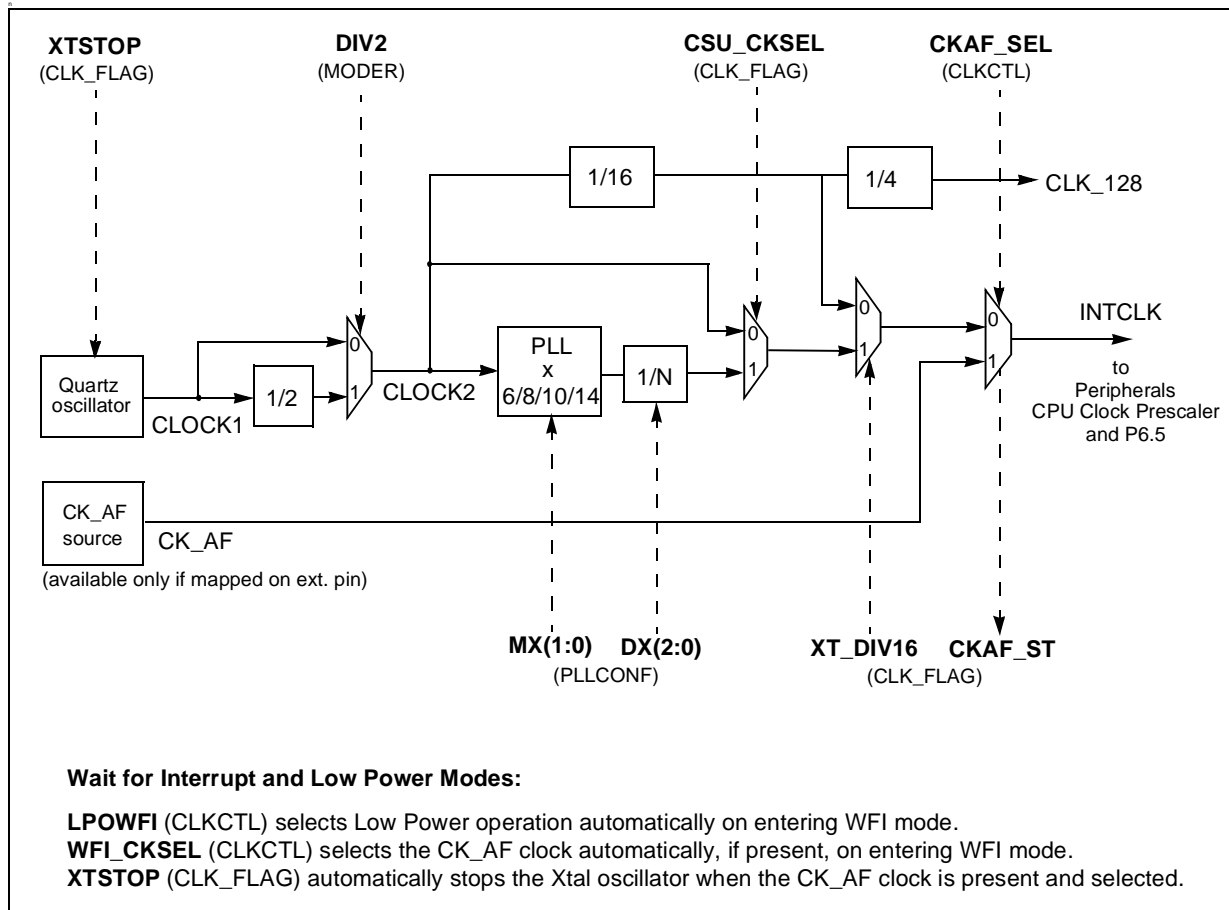 XTSTOP
(CLK_FLAG)
DIV2
(MODER)
CSU_CKSEL
(CLK_FLAG)
CKAF_SEL
(CLKCTL)
1/16
1/4
CLK_128
Quartz
oscillator
CLOCK1
1/2
0
1
CLOCK2
PLL
x
6/8/10/14
1/N
0
1
0
1
0
1
INTCLK
to
Peripherals
CPU Clock Prescaler
and P6.5
CK_AF
source
CK_AF
(available only if mapped on ext. pin)
MX(1:0)
DX(2:0)
(PLLCONF)
XT_DIV16
CKAF_ST
(CLK_FLAG)
Wait for Interrupt and Low Power Modes:
LPOWFI (CLKCTL) selects Low Power operation automatically on entering WFI mode.
WFI_CKSEL (CLKCTL) selects the CK_AF clock automatically, if present, on entering WFI mode.
XTSTOP (CLK_FLAG) automatically stops the Xtal oscillator when the CK_AF clock is present and selected.